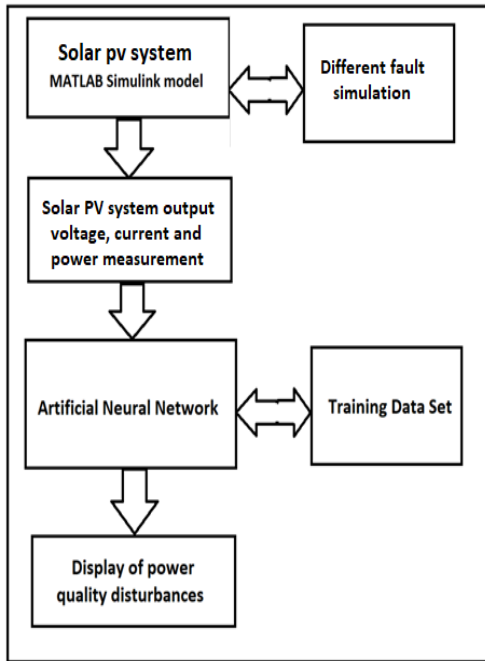 Solar pv system
MATLAB Simulink model
Different fault
simulation
Solar PV system output
voltage, current and
power measurement
Artificial Neural Network
Training Data Set
Display of power
quality disturbances